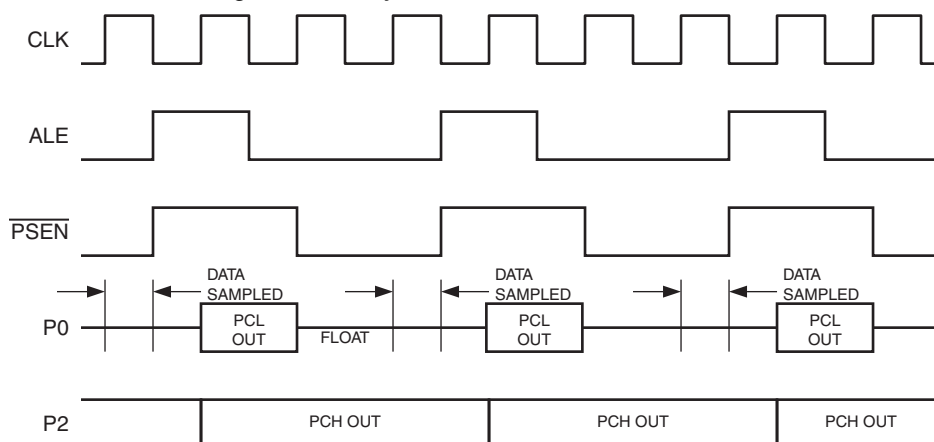 CLK
ALE
PSEN
DATA
SAMPLED
DATA
SAMPLED
DATA
SAMPLED
P0
PCL
OUT
FLOAT
PCL
OUT
PCL
OUT
P2
PCH OUT
PCH OUT
PCH OUT